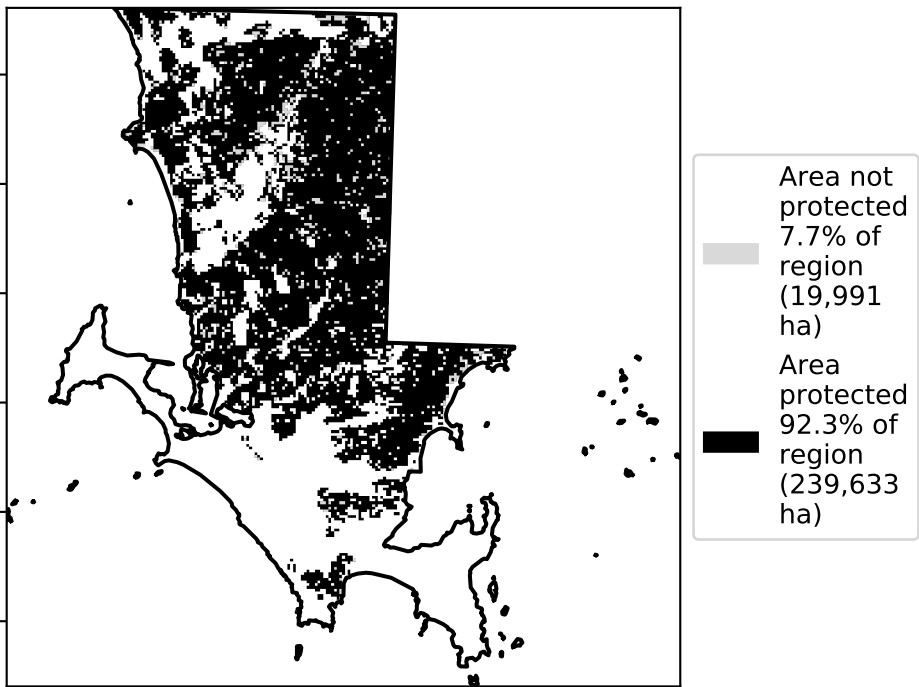 Area not
protected
7.7% of
region
(19,991
ha)
Area
protected
92.3% of
region
(239,633
ha)